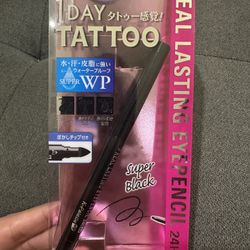 1DAY タトゥー感覚!
TATTOO
水・汗・皮脂に強い
ウォータープルーフ
SuperWP
ぼかしチップ付き
REAL LASTING EYEPENCIL
24H
Super
Black